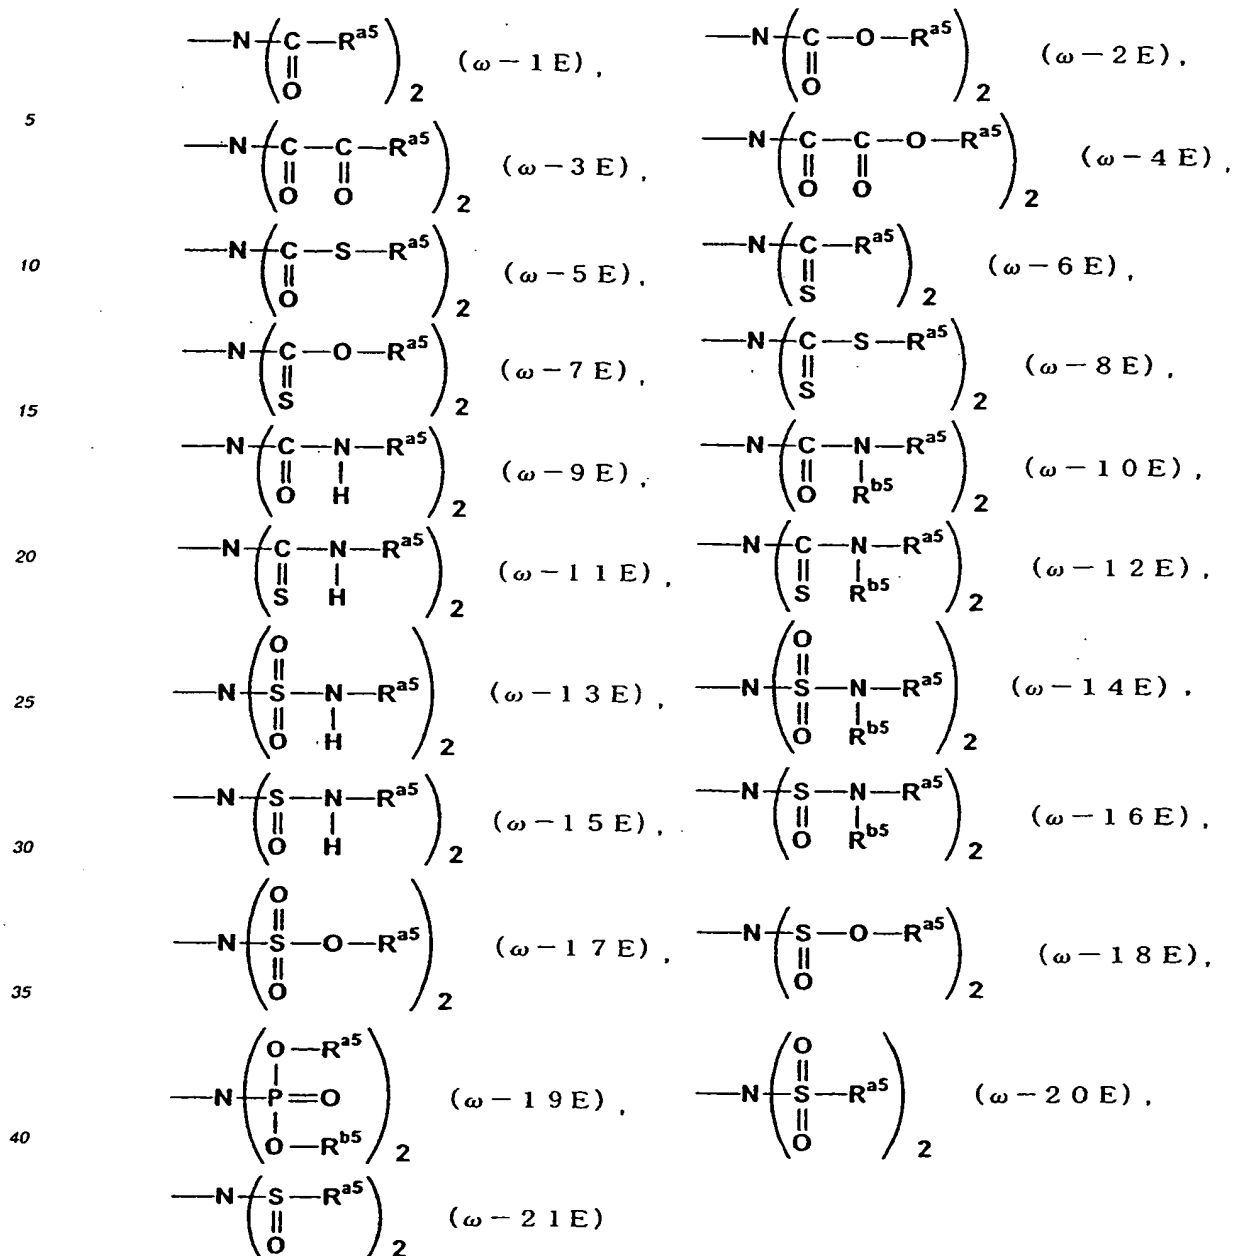 —N(C(=O)—Rᵃ⁵)₂ (ω−1E), —N(C(=O)—O—Rᵃ⁵)₂ (ω−2E),
5
—N(C(=O)—C(=O)—Rᵃ⁵)₂ (ω−3E), —N(C(=O)—C(=O)—O—Rᵃ⁵)₂ (ω−4E),
10
—N(C(=O)—S—Rᵃ⁵)₂ (ω−5E), —N(C(=S)—Rᵃ⁵)₂ (ω−6E),
—N(C(=S)—O—Rᵃ⁵)₂ (ω−7E), —N(C(=S)—S—Rᵃ⁵)₂ (ω−8E),
15
—N(C(=O)—N(H)—Rᵃ⁵)₂ (ω−9E), —N(C(=O)—N(Rᵇ⁵)—Rᵃ⁵)₂ (ω−10E),
20
—N(C(=S)—N(H)—Rᵃ⁵)₂ (ω−11E), —N(C(=S)—N(Rᵇ⁵)—Rᵃ⁵)₂ (ω−12E),
25
—N(S(=O)(=O)—N(H)—Rᵃ⁵)₂ (ω−13E), —N(S(=O)(=O)—N(Rᵇ⁵)—Rᵃ⁵)₂ (ω−14E),
30
—N(S(=O)—N(H)—Rᵃ⁵)₂ (ω−15E), —N(S(=O)—N(Rᵇ⁵)—Rᵃ⁵)₂ (ω−16E),
—N(S(=O)(=O)—O—Rᵃ⁵)₂ (ω−17E), —N(S(=O)—O—Rᵃ⁵)₂ (ω−18E),
35
—N(P(=O)(O—Rᵃ⁵)(O—Rᵇ⁵))₂ (ω−19E), —N(S(=O)(=O)—Rᵃ⁵)₂ (ω−20E),
40
—N(S(=O)—Rᵃ⁵)₂ (ω−21E)